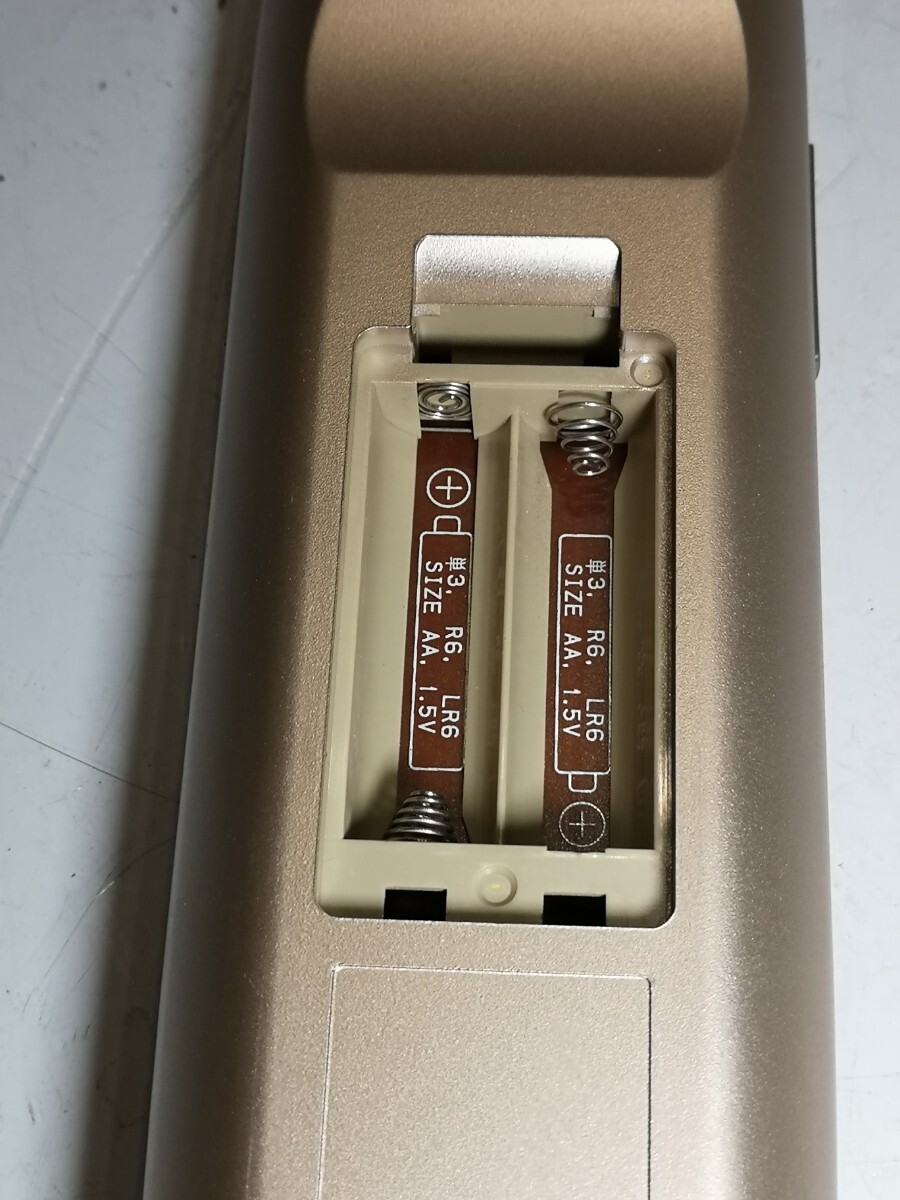 単3, R6, LR6
SIZE AA, 1.5V
単3, R6, LR6
SIZE AA, 1.5V